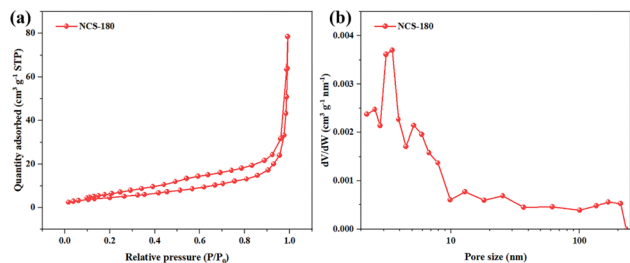 (a)
NCS-180
Quantity adsorbed (cm³ g⁻¹ STP)
80
60
40
20
0
0.0 0.2 0.4 0.6 0.8 1.0
Relative pressure (P/P₀)
(b)
NCS-180
dV/dW (cm³ g⁻¹ nm⁻¹)
0.004
0.003
0.002
0.001
0.000
10 100
Pore size (nm)